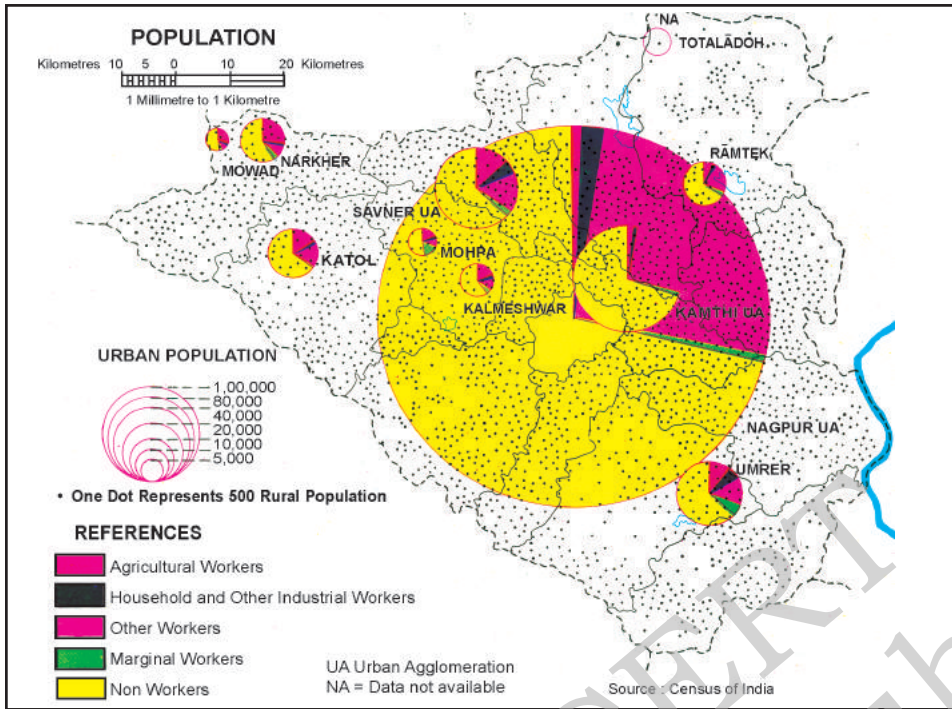 POPULATION
Kilometres 10 5 0 10 20 Kilometres
1 Millimetre to 1 Kilometre
NA
TOTALĀDOH
MOWAD
NARKHER
RĀMTEK
SAVNER UA
MOHPA
KATOL
KALMESHWAR
KAMTHI UA
NAGPUR UA
UMRER
URBAN POPULATION
1,00,000
80,000
40,000
20,000
10,000
5,000
• One Dot Represents 500 Rural Population
REFERENCES
Agricultural Workers
Household and Other Industrial Workers
Other Workers
Marginal Workers
Non Workers
UA Urban Agglomeration
NA = Data not available
Source : Census of India
NCERT